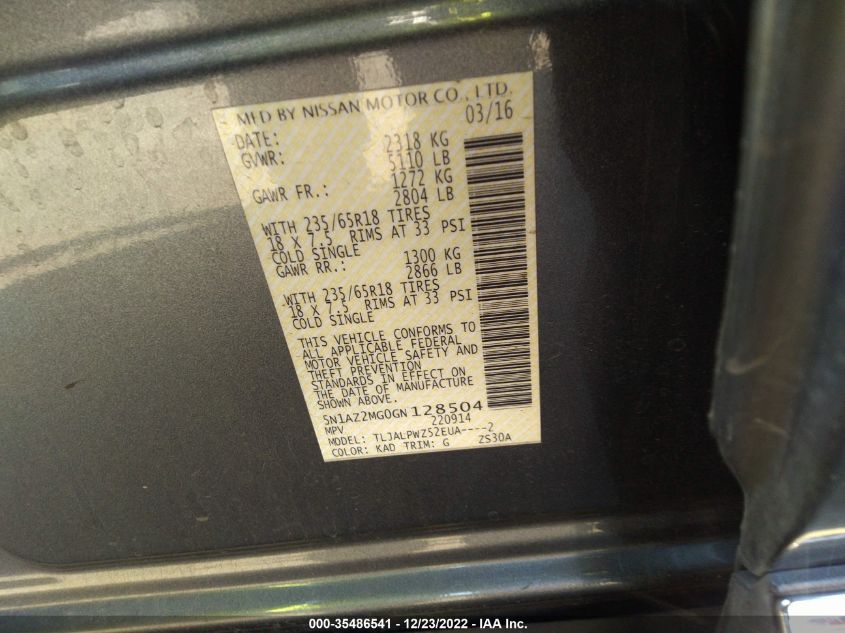 MFD BY NISSAN MOTOR CO., LTD.
DATE: 03/16
GVWR: 2318 KG
5110 LB
GAWR FR.: 1272 KG
2804 LB
WITH 235/65R18 TIRES
18 X 7.5 RIMS AT 33 PSI
COLD SINGLE
GAWR RR.: 1300 KG
2866 LB
WITH 235/65R18 TIRES
18 X 7.5 RIMS AT 33 PSI
COLD SINGLE
THIS VEHICLE CONFORMS TO
ALL APPLICABLE FEDERAL
MOTOR VEHICLE SAFETY AND
THEFT PREVENTION
STANDARDS IN EFFECT ON
THE DATE OF MANUFACTURE
SHOWN ABOVE.
5N1AZ2MG0GN128504
MPV 220914
MODEL: TLJALPWZ52EUA----2
COLOR: KAD TRIM: G ZS30A
000-35486541 - 12/23/2022 - IAA Inc.